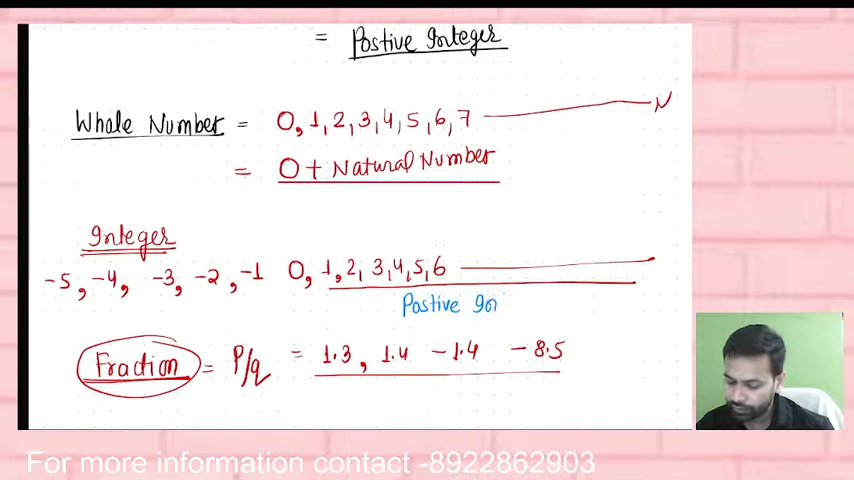 = Postive Integer
Whale Number = 0, 1, 2, 3, 4, 5, 6, 7 N
= 0 + Natural Number
Integer
-5, -4, -3, -2, -1 0, 1, 2, 3, 4, 5, 6
Postive In
Fraction = P/q = 1.3, 1.4 -1.4 -8.5
For more information contact -8922862903